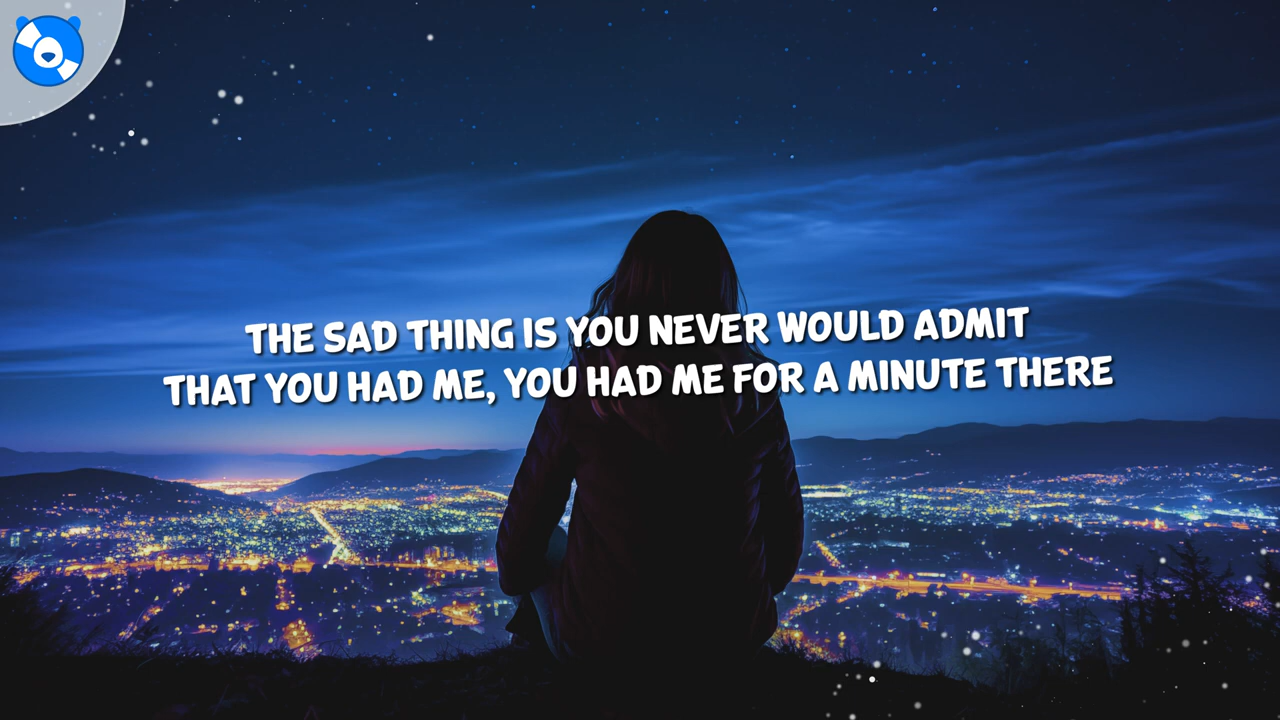 THE SAD THING IS YOU NEVER WOULD ADMIT
THAT YOU HAD ME, YOU HAD ME FOR A MINUTE THERE